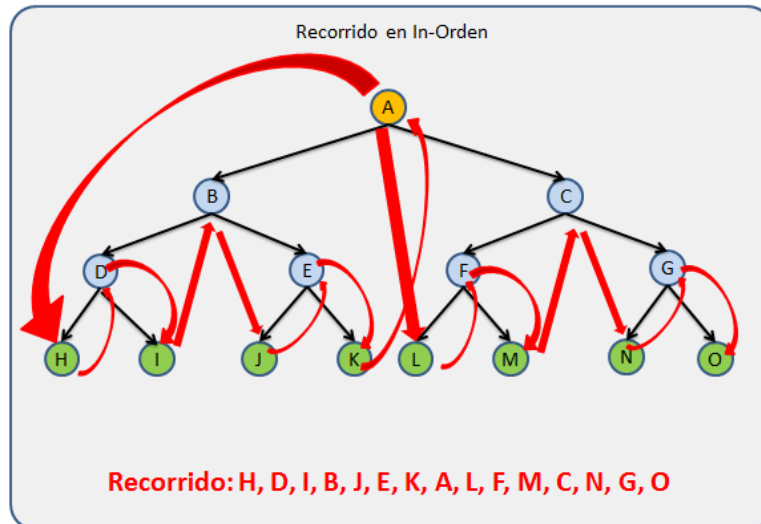 Recorrido en In-Orden
A
B
C
D
E
F
G
H
I
J
K
L
M
N
O
Recorrido: H, D, I, B, J, E, K, A, L, F, M, C, N, G, O